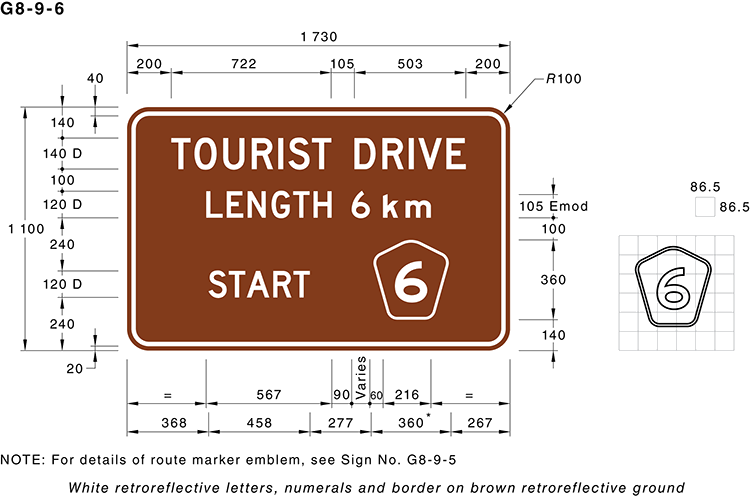 G8-9-6
1 730
200 722 105 503 200
R100
40
140
140 D
100
120 D
1 100
240
120 D
240
20
TOURIST DRIVE
LENGTH 6 km
START 6
105 Emod
100
360
140
86.5
86.5
6
= 567 90 Varies 60 216 =
368 458 277 360* 267
NOTE: For details of route marker emblem, see Sign No. G8-9-5
White retroreflective letters, numerals and border on brown retroreflective ground